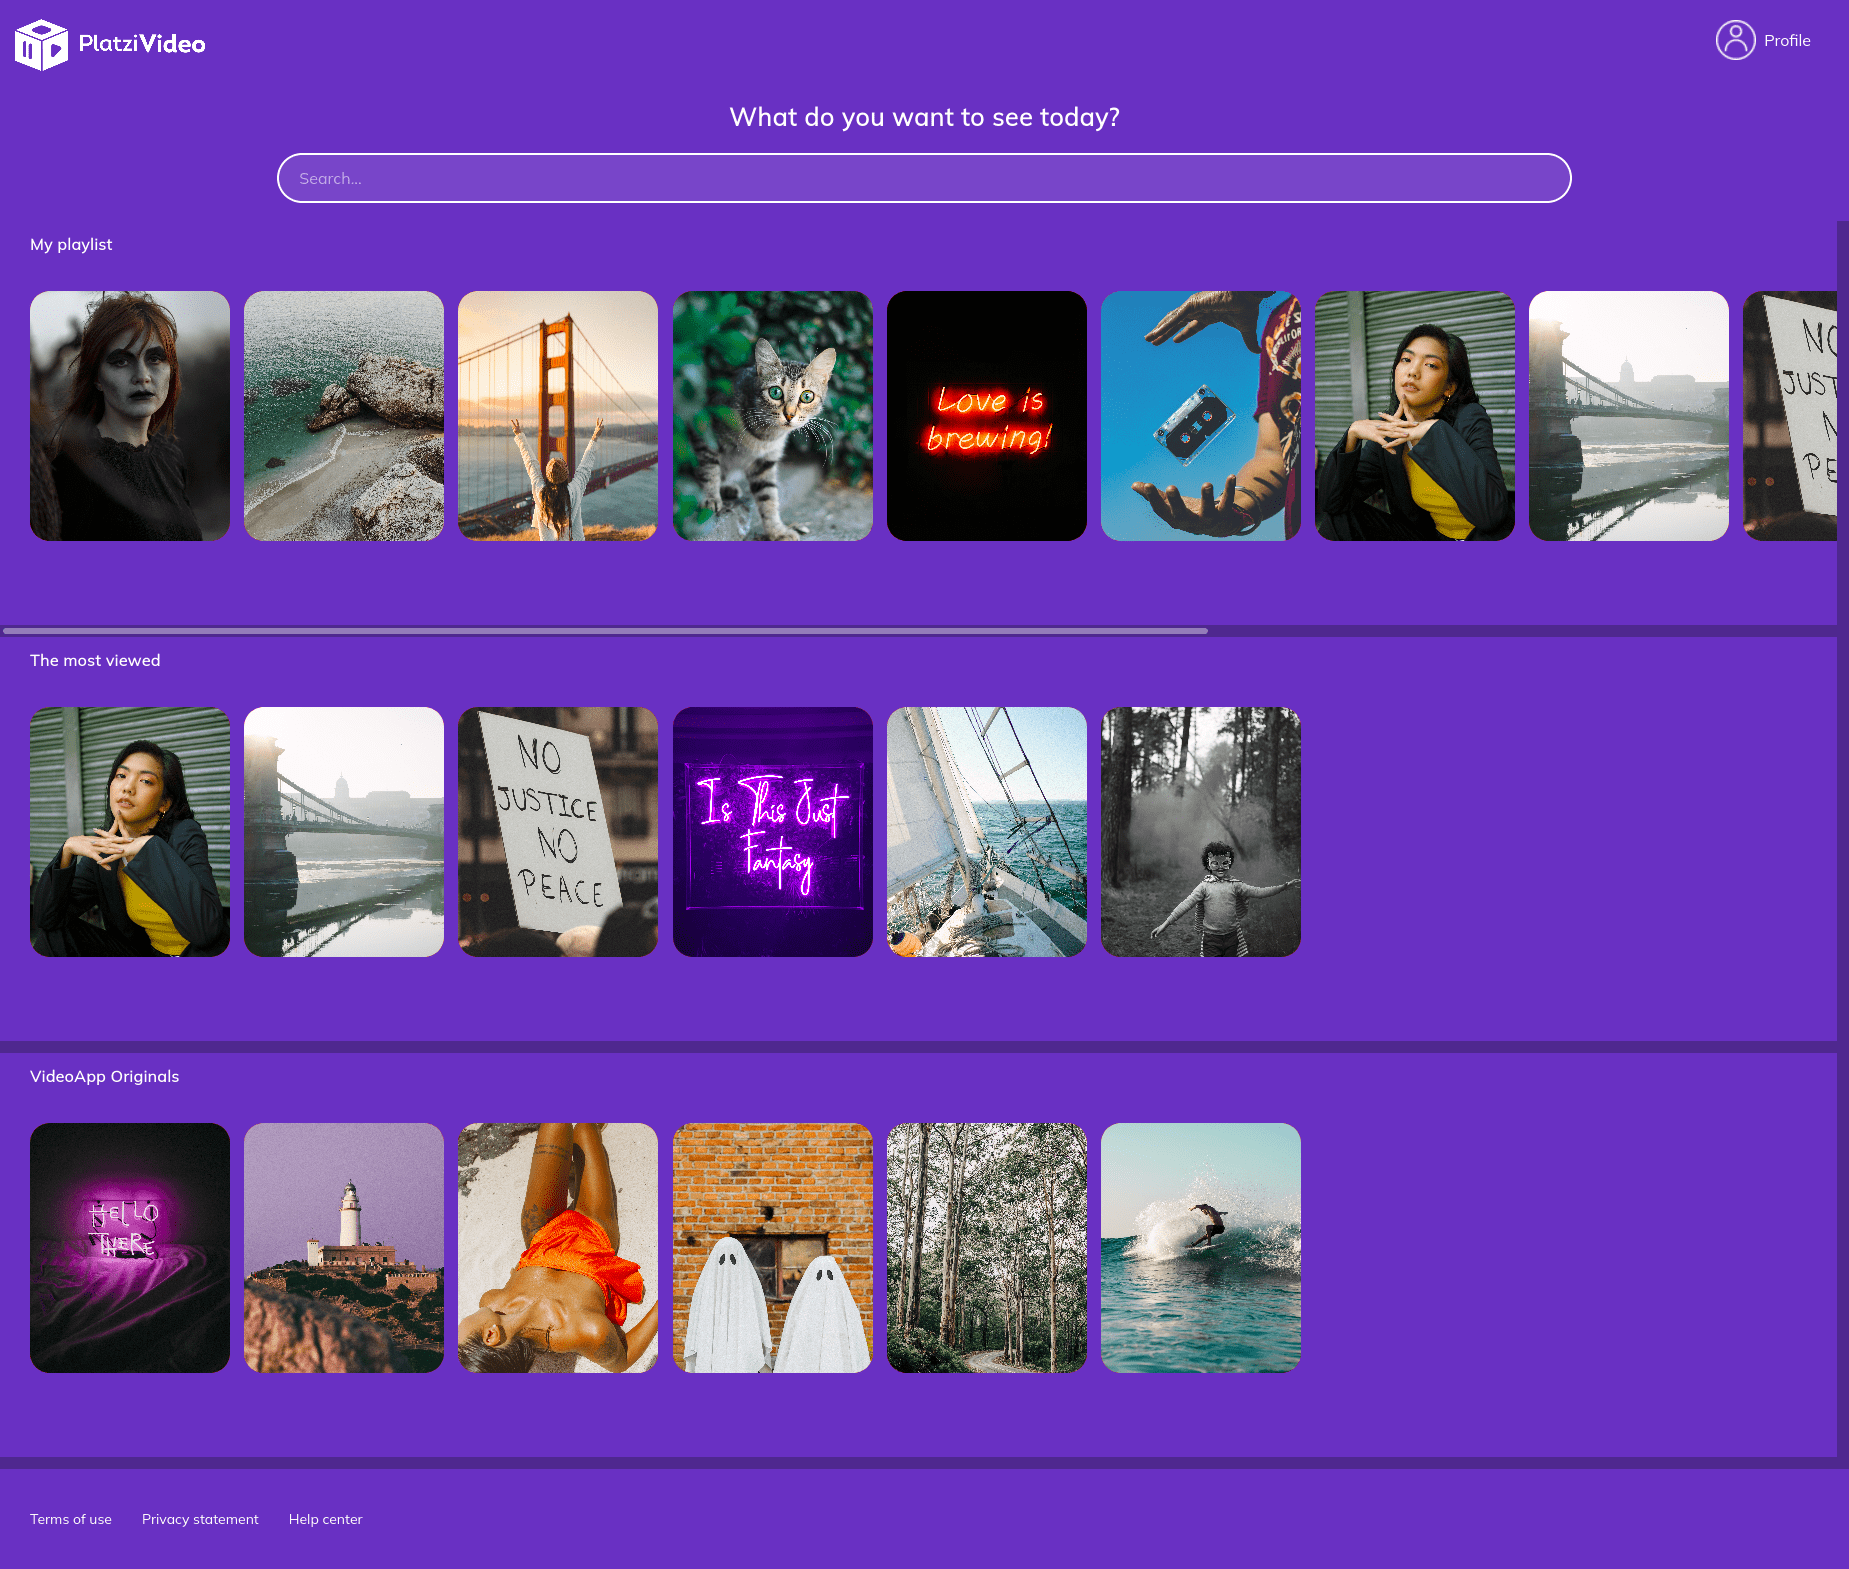 PlatziVideo
Profile
What do you want to see today?
Search...
My playlist
Love is
brewing!
NO
JUST
N
PE
The most viewed
NO
JUSTICE
NO
PEACE
Is This Just
Fantasy
VideoApp Originals
HELLO
THERE
Terms of use
Privacy statement
Help center